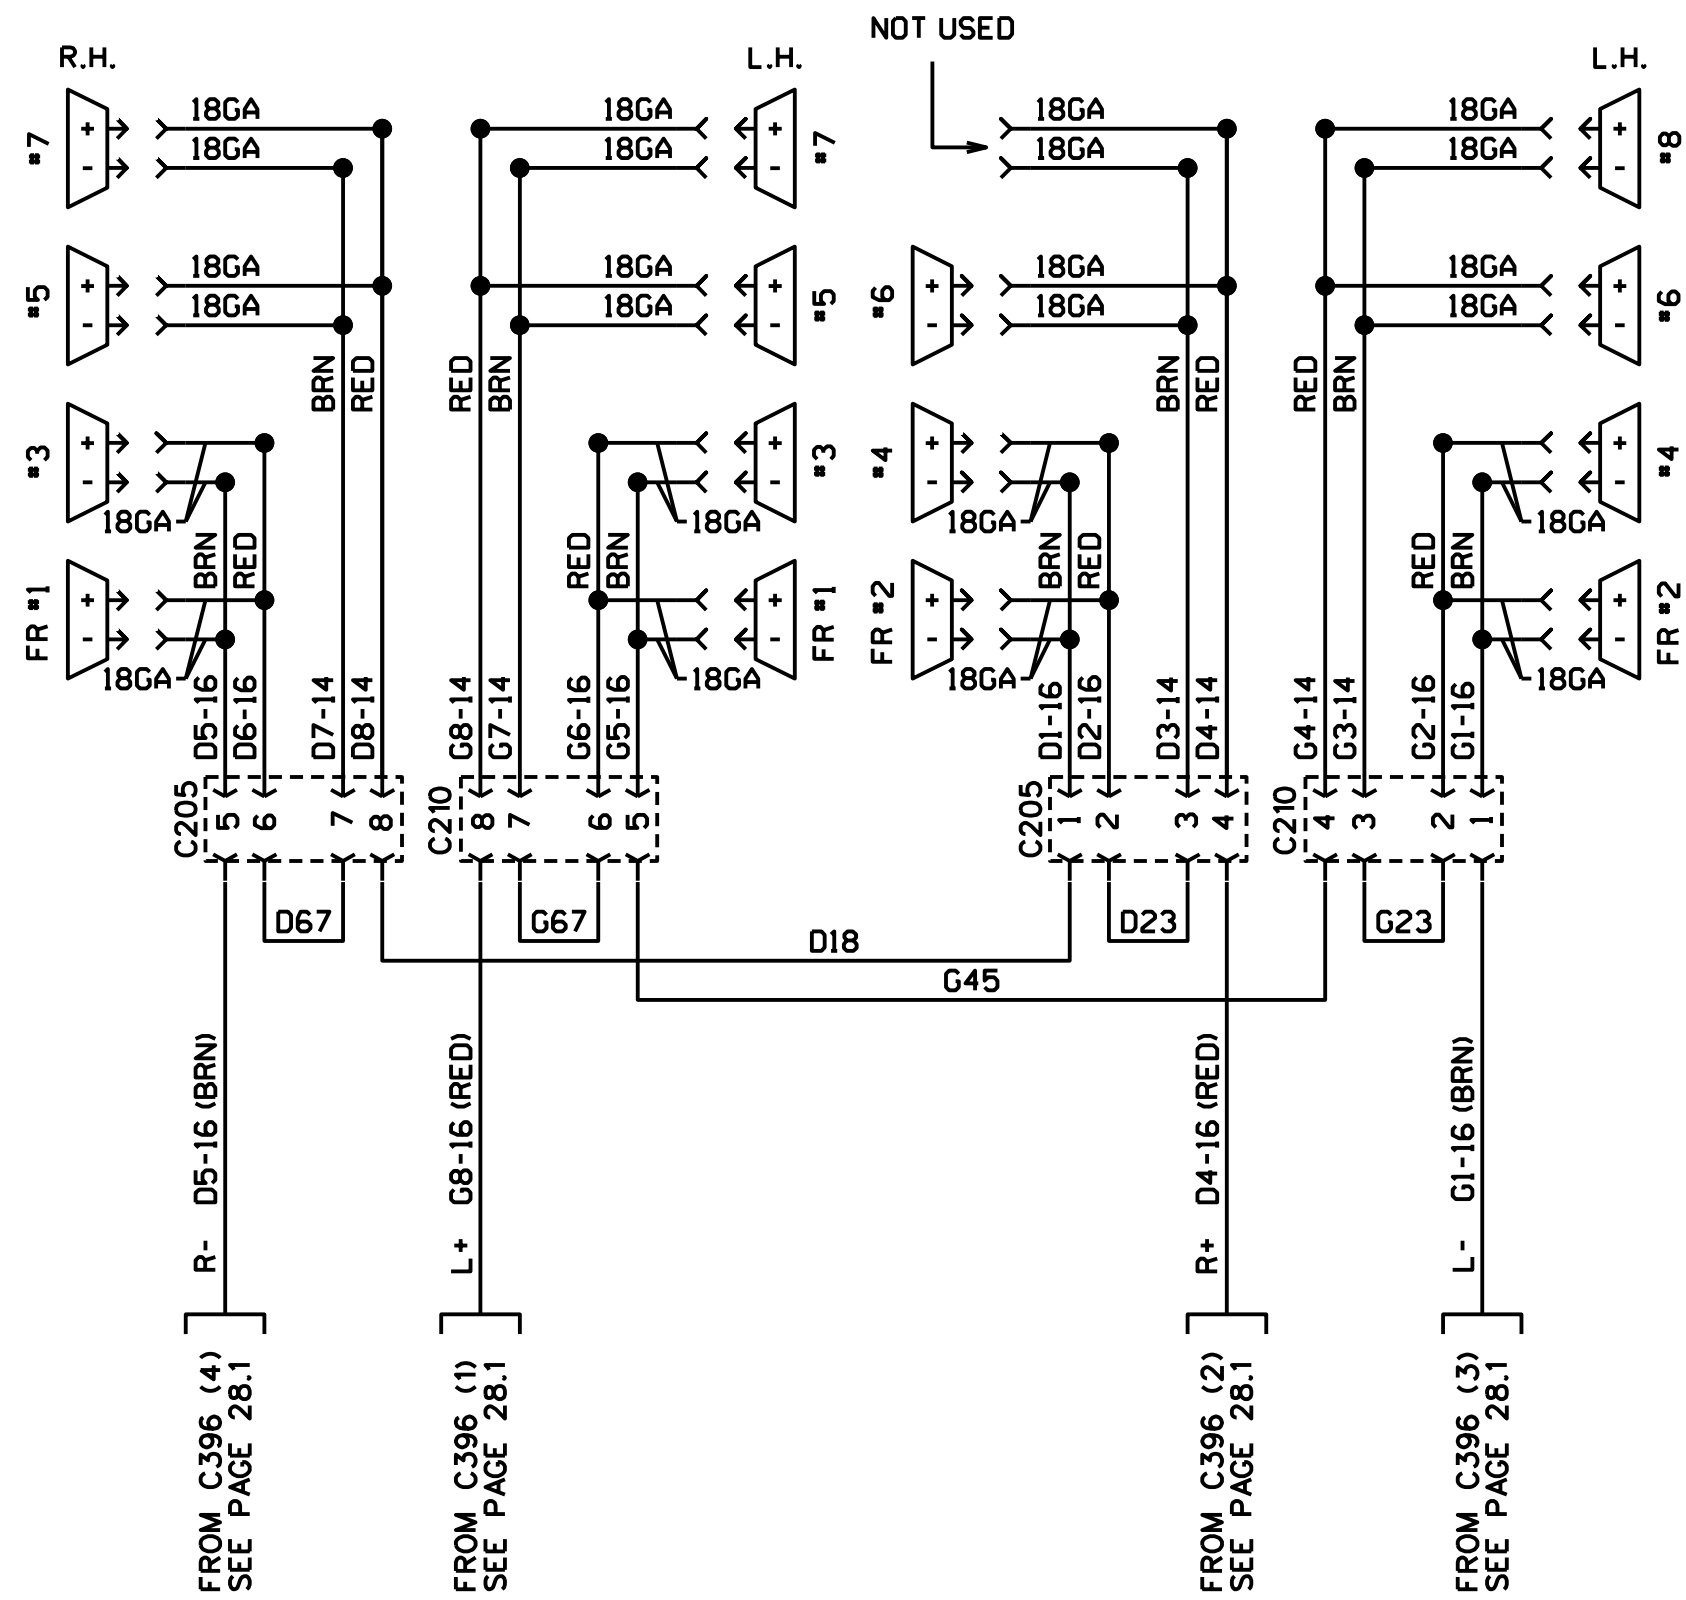 NOT USED
R.H.
L.H.
L.H.
#7
+
-
18GA
18GA
18GA
18GA
+
-
#7
18GA
18GA
18GA
18GA
+
-
#8
#5
+
-
18GA
18GA
18GA
18GA
+
-
#5
#6
+
-
18GA
18GA
18GA
18GA
+
-
#6
BRN
RED
RED
BRN
BRN
RED
RED
BRN
#3
+
-
18GA
18GA
+
-
#3
#4
+
-
18GA
18GA
+
-
#4
BRN
RED
RED
BRN
BRN
RED
RED
BRN
FR #1
+
-
18GA
18GA
+
-
FR #1
FR #2
+
-
18GA
18GA
+
-
FR #2
D5-16
D6-16
D7-14
D8-14
G8-14
G7-14
G6-16
G5-16
D1-16
D2-16
D3-14
D4-14
G4-14
G3-14
G2-16
G1-16
C205
5
6
7
8
C210
8
7
6
5
C205
1
2
3
4
C210
4
3
2
1
D67
G67
D23
G23
D18
G45
R- D5-16 (BRN)
L+ G8-16 (RED)
R+ D4-16 (RED)
L- G1-16 (BRN)
FROM C396 (4)
SEE PAGE 28.1
FROM C396 (1)
SEE PAGE 28.1
FROM C396 (2)
SEE PAGE 28.1
FROM C396 (3)
SEE PAGE 28.1